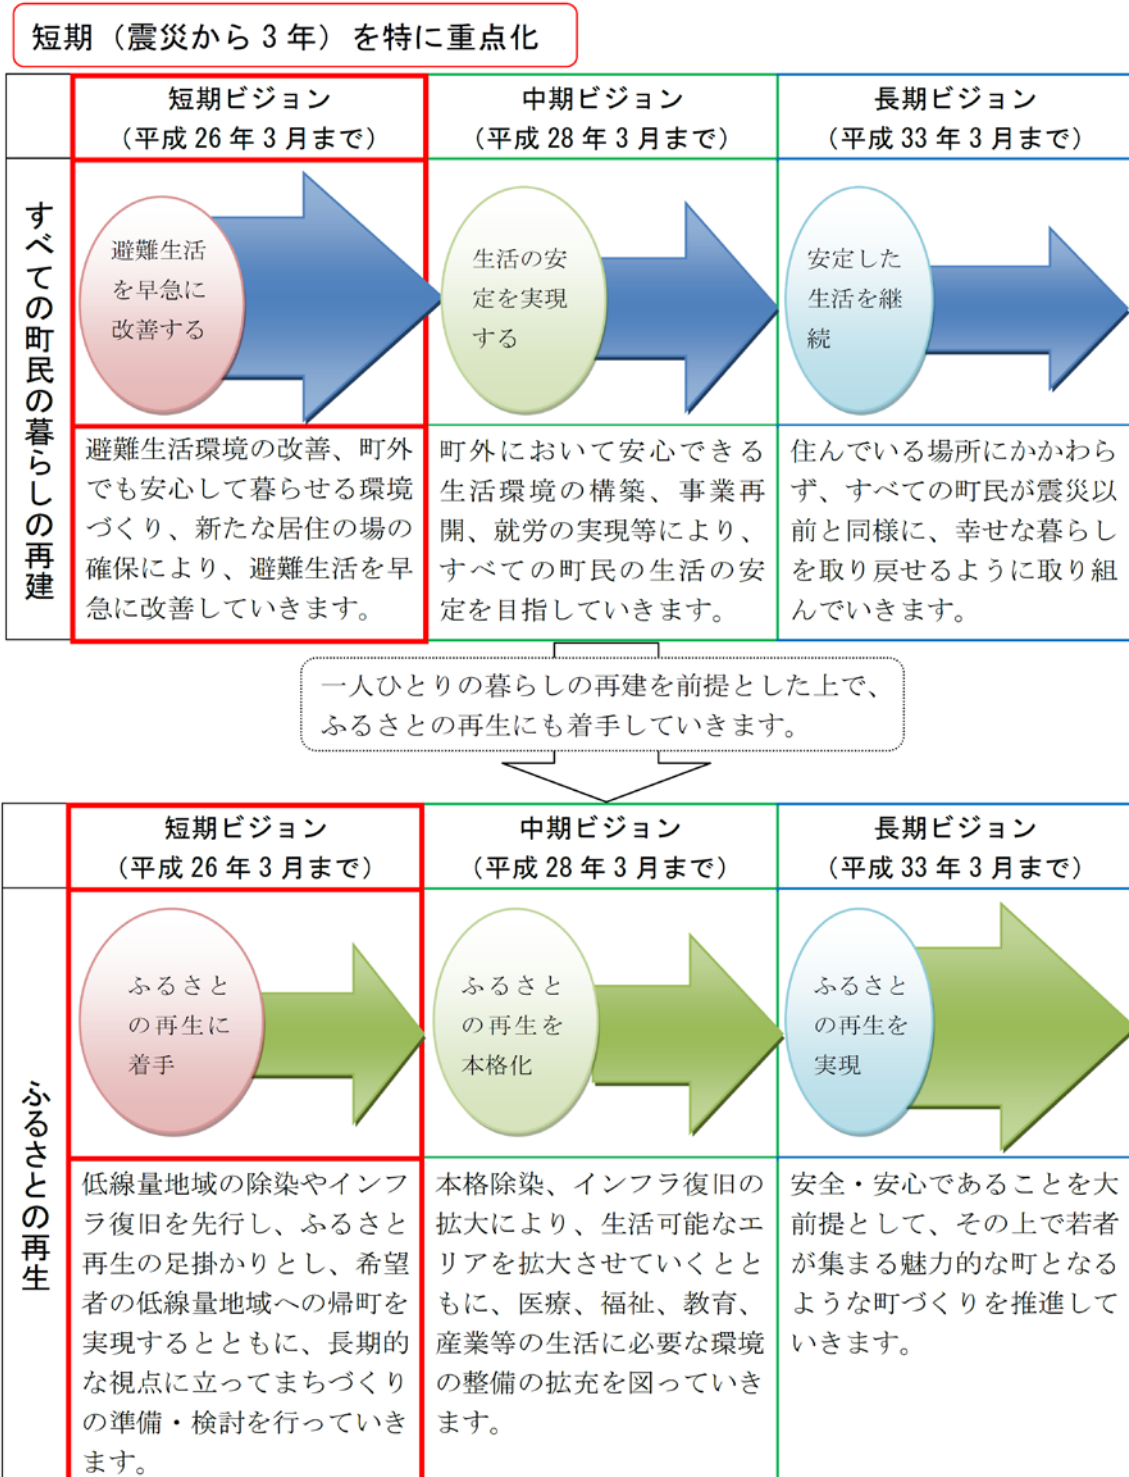 短期（震災から３年）を特に重点化
短期ビジョン
（平成 26 年 3 月まで）
中期ビジョン
（平成 28 年 3 月まで）
長期ビジョン
（平成 33 年 3 月まで）
すべての町民の暮らしの再建
避難生活
を早急に
改善する
生活の安
定を実現
する
安定した
生活を継
続
避難生活環境の改善、町外
でも安心して暮らせる環境
づくり、新たな居住の場の
確保により、避難生活を早
急に改善していきます。
町外において安心できる
生活環境の構築、事業再
開、就労の実現等により、
すべての町民の生活の安
定を目指していきます。
住んでいる場所にかかわら
ず、すべての町民が震災以
前と同様に、幸せな暮らし
を取り戻せるように取り組
んでいきます。
一人ひとりの暮らしの再建を前提とした上で、
ふるさとの再生にも着手していきます。
短期ビジョン
（平成 26 年 3 月まで）
中期ビジョン
（平成 28 年 3 月まで）
長期ビジョン
（平成 33 年 3 月まで）
ふるさとの再生
ふるさと
の再生に
着手
ふるさと
の再生を
本格化
ふるさと
の再生を
実現
低線量地域の除染やインフ
ラ復旧を先行し、ふるさと
再生の足掛かりとし、希望
者の低線量地域への帰町を
実現するとともに、長期的
な視点に立ってまちづくり
の準備・検討を行っていき
ます。
本格除染、インフラ復旧の
拡大により、生活可能なエ
リアを拡大させていくとと
もに、医療、福祉、教育、
産業等の生活に必要な環境
の整備の拡充を図っていき
ます。
安全・安心であることを大
前提として、その上で若者
が集まる魅力的な町となる
ような町づくりを推進して
いきます。